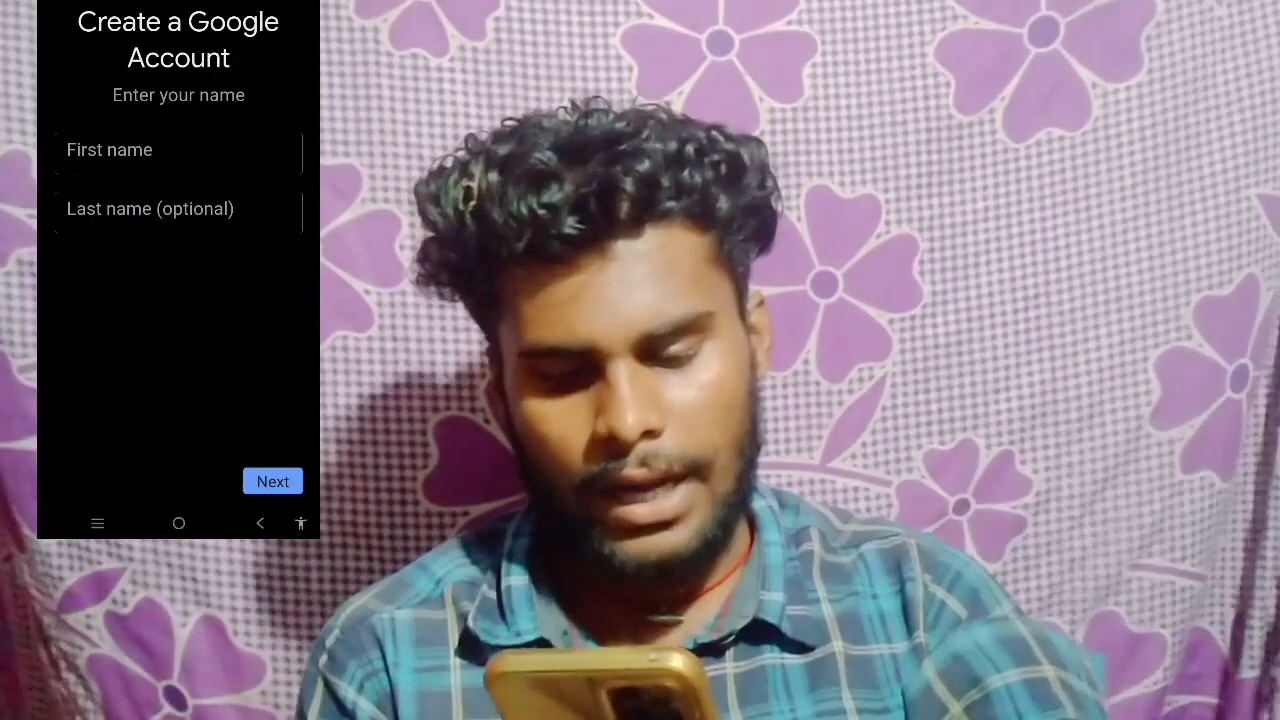 Create a Google
Account
Enter your name
First name
Last name (optional)
Next